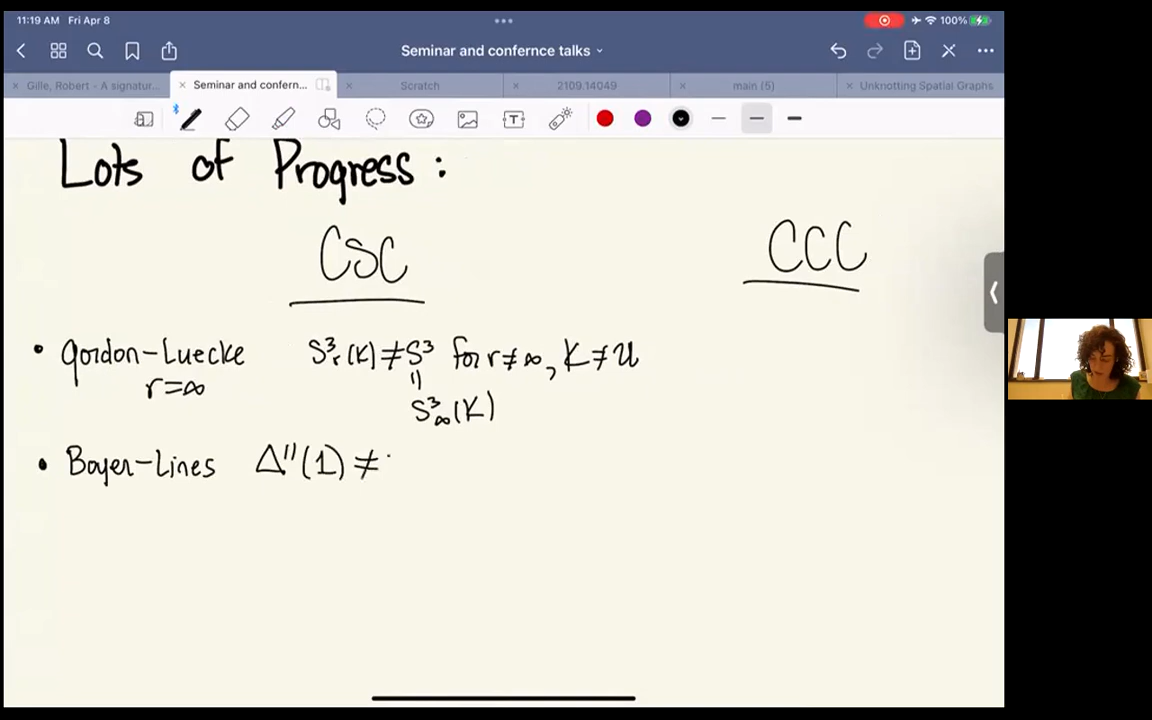 11:19 AM Fri Apr 8
100%
Seminar and confernce talks
Gille, Robert - A signatur...
Seminar and confern...
Scratch
2109.14049
main (5)
Unknotting Spatial Graphs
Lots of Progress :
CSC
CCC
• Gordon-Luecke S³ᵣ(K) ≠ S³ for r ≠ ∞, K ≠ U
r = ∞
=
S³∞(K)
• Boyer-Lines Δ''(1) ≠